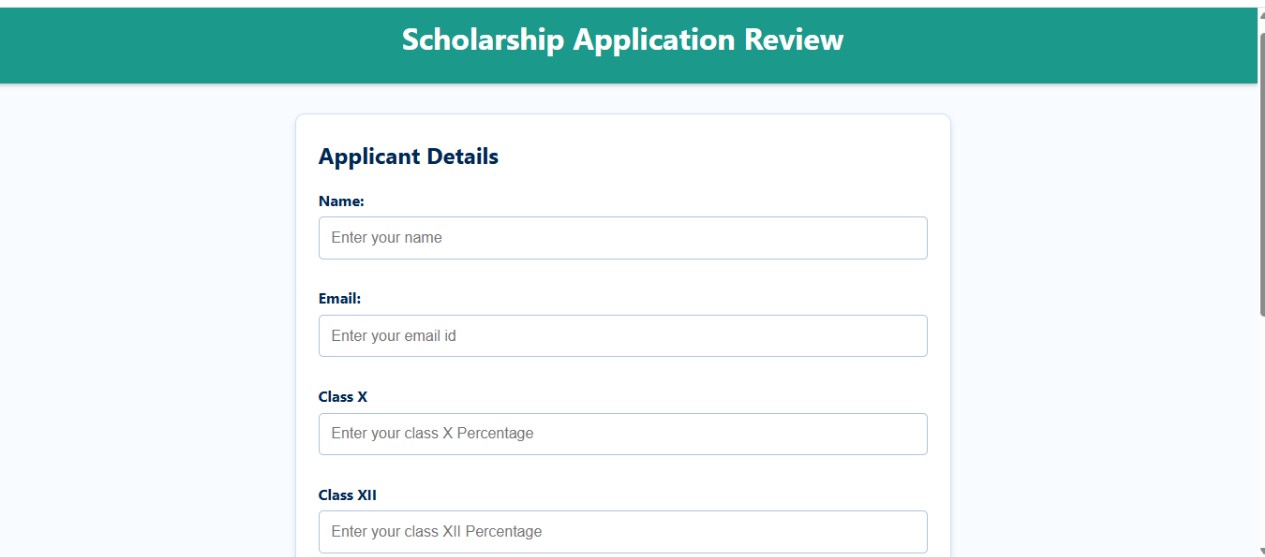 Scholarship Application Review
Applicant Details
Name:
Enter your name
Email:
Enter your email id
Class X
Enter your class X Percentage
Class XII
Enter your class XII Percentage